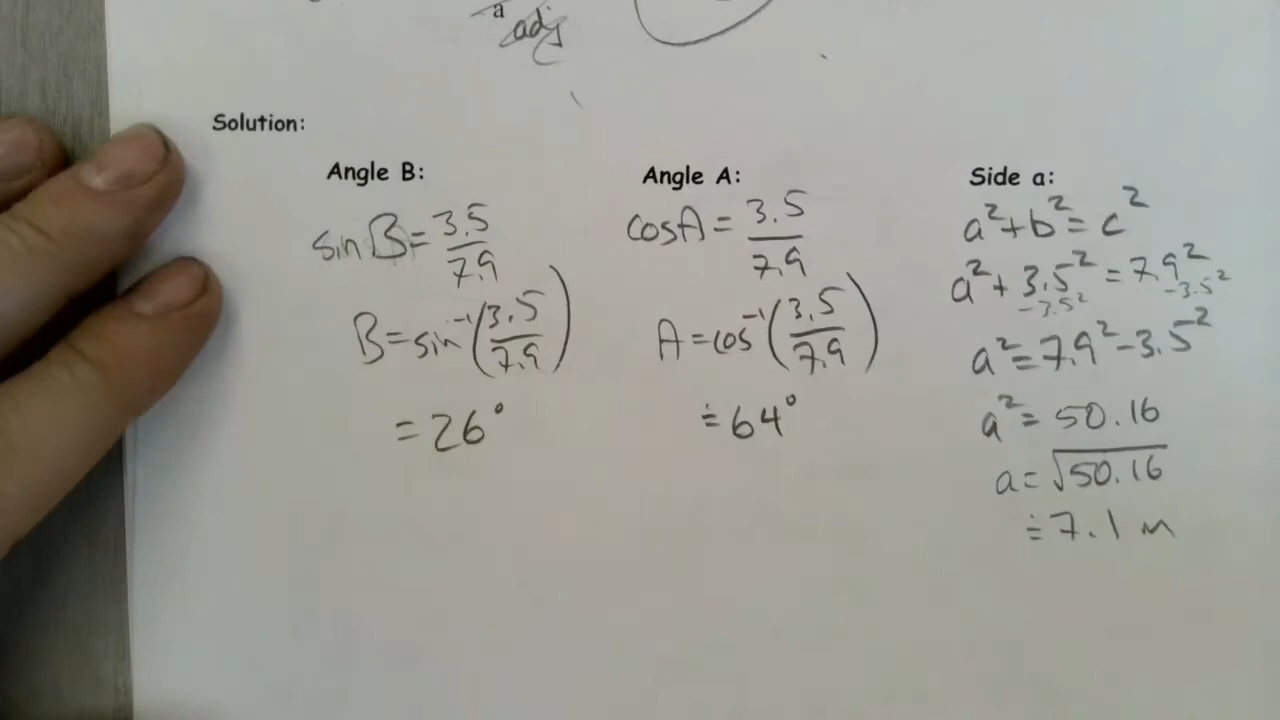 a
adj
Solution:
Angle B:
sin B = 3.5/7.9
B = sin⁻¹(3.5/7.9)
= 26°
Angle A:
cosA = 3.5/7.9
A = cos⁻¹(3.5/7.9)
≐ 64°
Side a:
a² + b² = c²
a² + 3.5² = 7.9²
-3.5² -3.5²
a² = 7.9² - 3.5²
a² = 50.16
a = √50.16
≐ 7.1 m